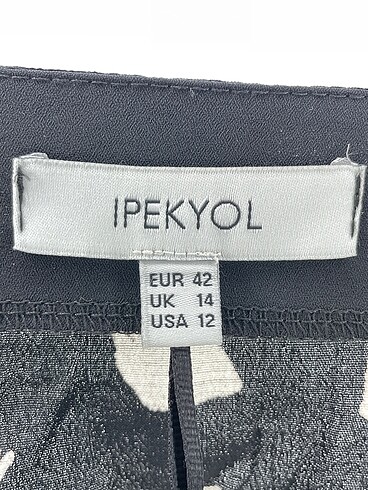 IPEKYOL
EUR 42
UK 14
USA 12